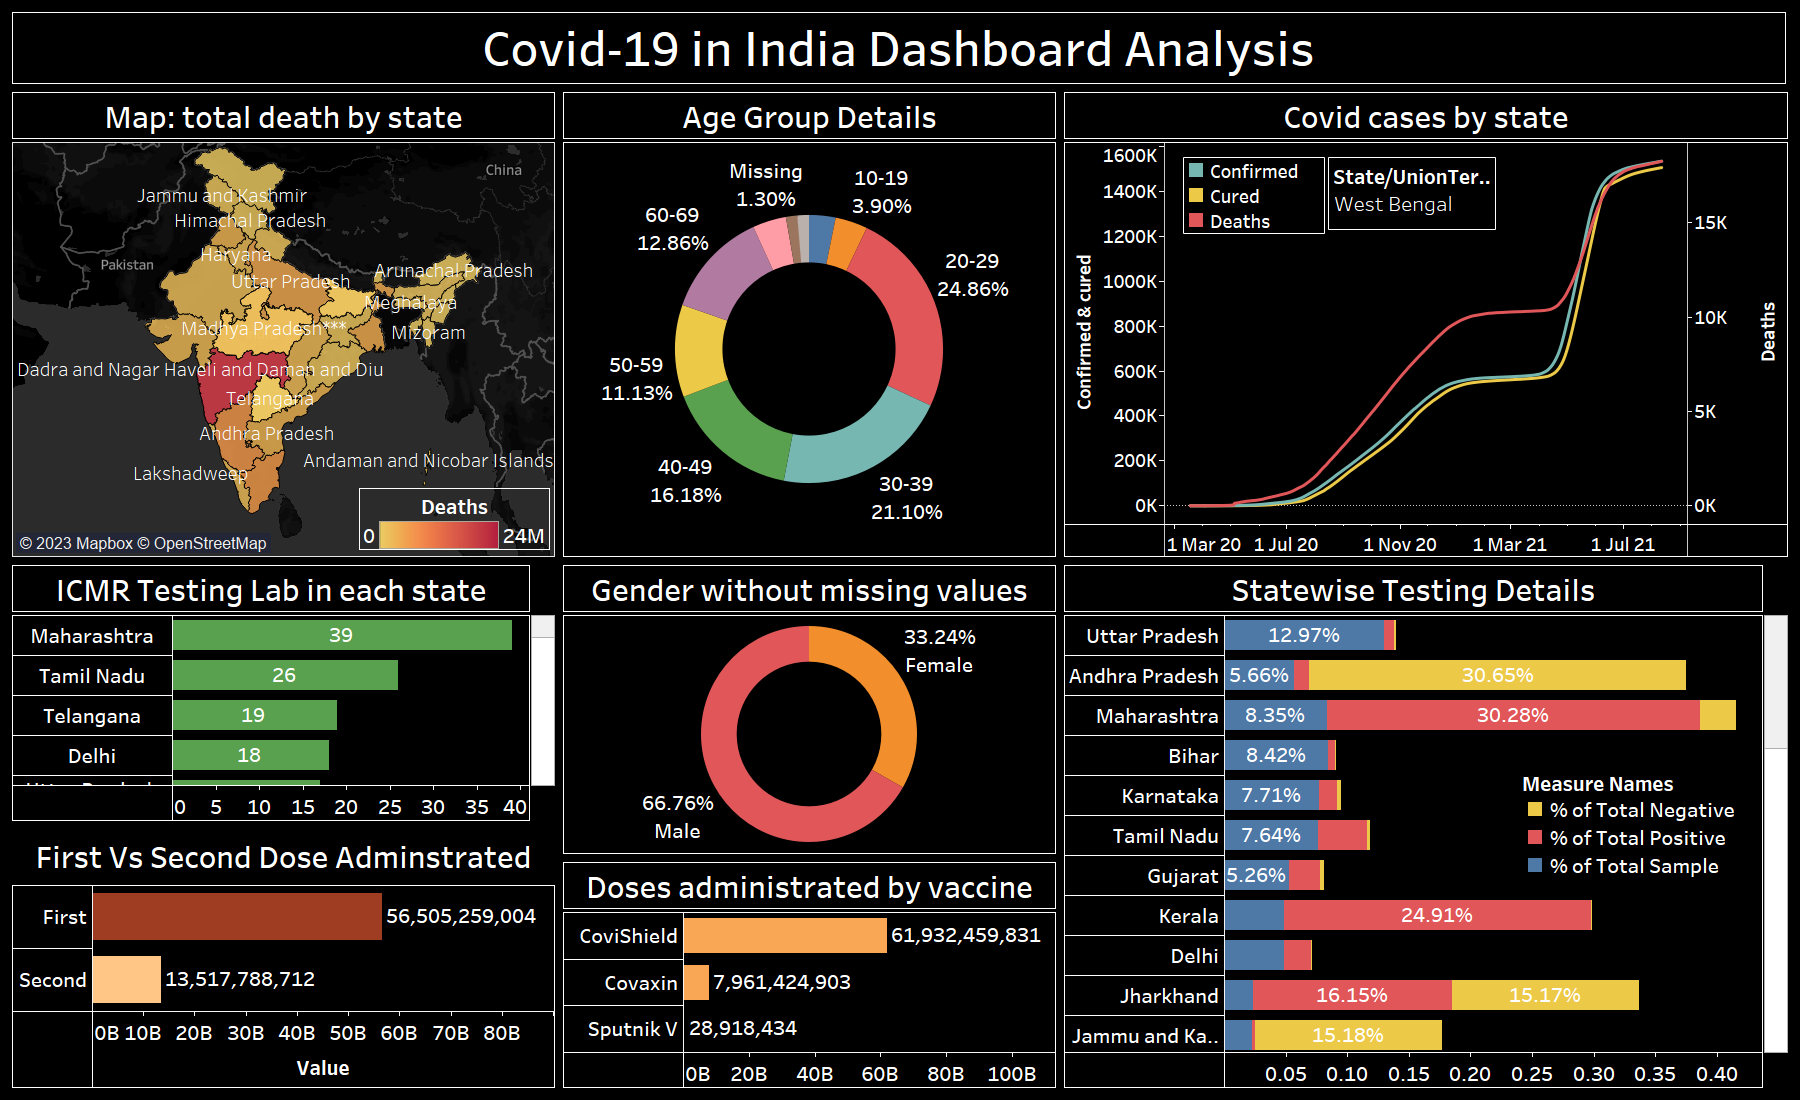 Covid-19 in India Dashboard Analysis
Map: total death by state
China
Jammu and Kashmir
Himachal Pradesh
Pakistan
Haryana
Arunachal Pradesh
Uttar Pradesh
Meghalaya
Madhya Pradesh***
Mizoram
Dadra and Nagar Haveli and Daman and Diu
Telangana
Andhra Pradesh
Andaman and Nicobar Islands
Lakshadweep
Deaths
0 24M
© 2023 Mapbox © OpenStreetMap
Age Group Details
Missing
1.30%
10-19
3.90%
60-69
12.86%
20-29
24.86%
50-59
11.13%
40-49
16.18%
30-39
21.10%
Covid cases by state
Confirmed & cured
1600K
1400K
1200K
1000K
800K
600K
400K
200K
0K
Confirmed
Cured
Deaths
State/UnionTer..
West Bengal
15K
10K
5K
0K
Deaths
1 Mar 20 1 Jul 20 1 Nov 20 1 Mar 21 1 Jul 21
ICMR Testing Lab in each state
Maharashtra 39
Tamil Nadu 26
Telangana 19
Delhi 18
0 5 10 15 20 25 30 35 40
First Vs Second Dose Adminstrated
First 56,505,259,004
Second 13,517,788,712
0B 10B 20B 30B 40B 50B 60B 70B 80B
Value
Gender without missing values
33.24%
Female
66.76%
Male
Doses administrated by vaccine
CoviShield 61,932,459,831
Covaxin 7,961,424,903
Sputnik V 28,918,434
0B 20B 40B 60B 80B 100B
Statewise Testing Details
Uttar Pradesh 12.97%
Andhra Pradesh 5.66% 30.65%
Maharashtra 8.35% 30.28%
Bihar 8.42%
Karnataka 7.71%
Tamil Nadu 7.64%
Gujarat 5.26%
Kerala 24.91%
Delhi
Jharkhand 16.15% 15.17%
Jammu and Ka.. 15.18%
Measure Names
% of Total Negative
% of Total Positive
% of Total Sample
0.05 0.10 0.15 0.20 0.25 0.30 0.35 0.40